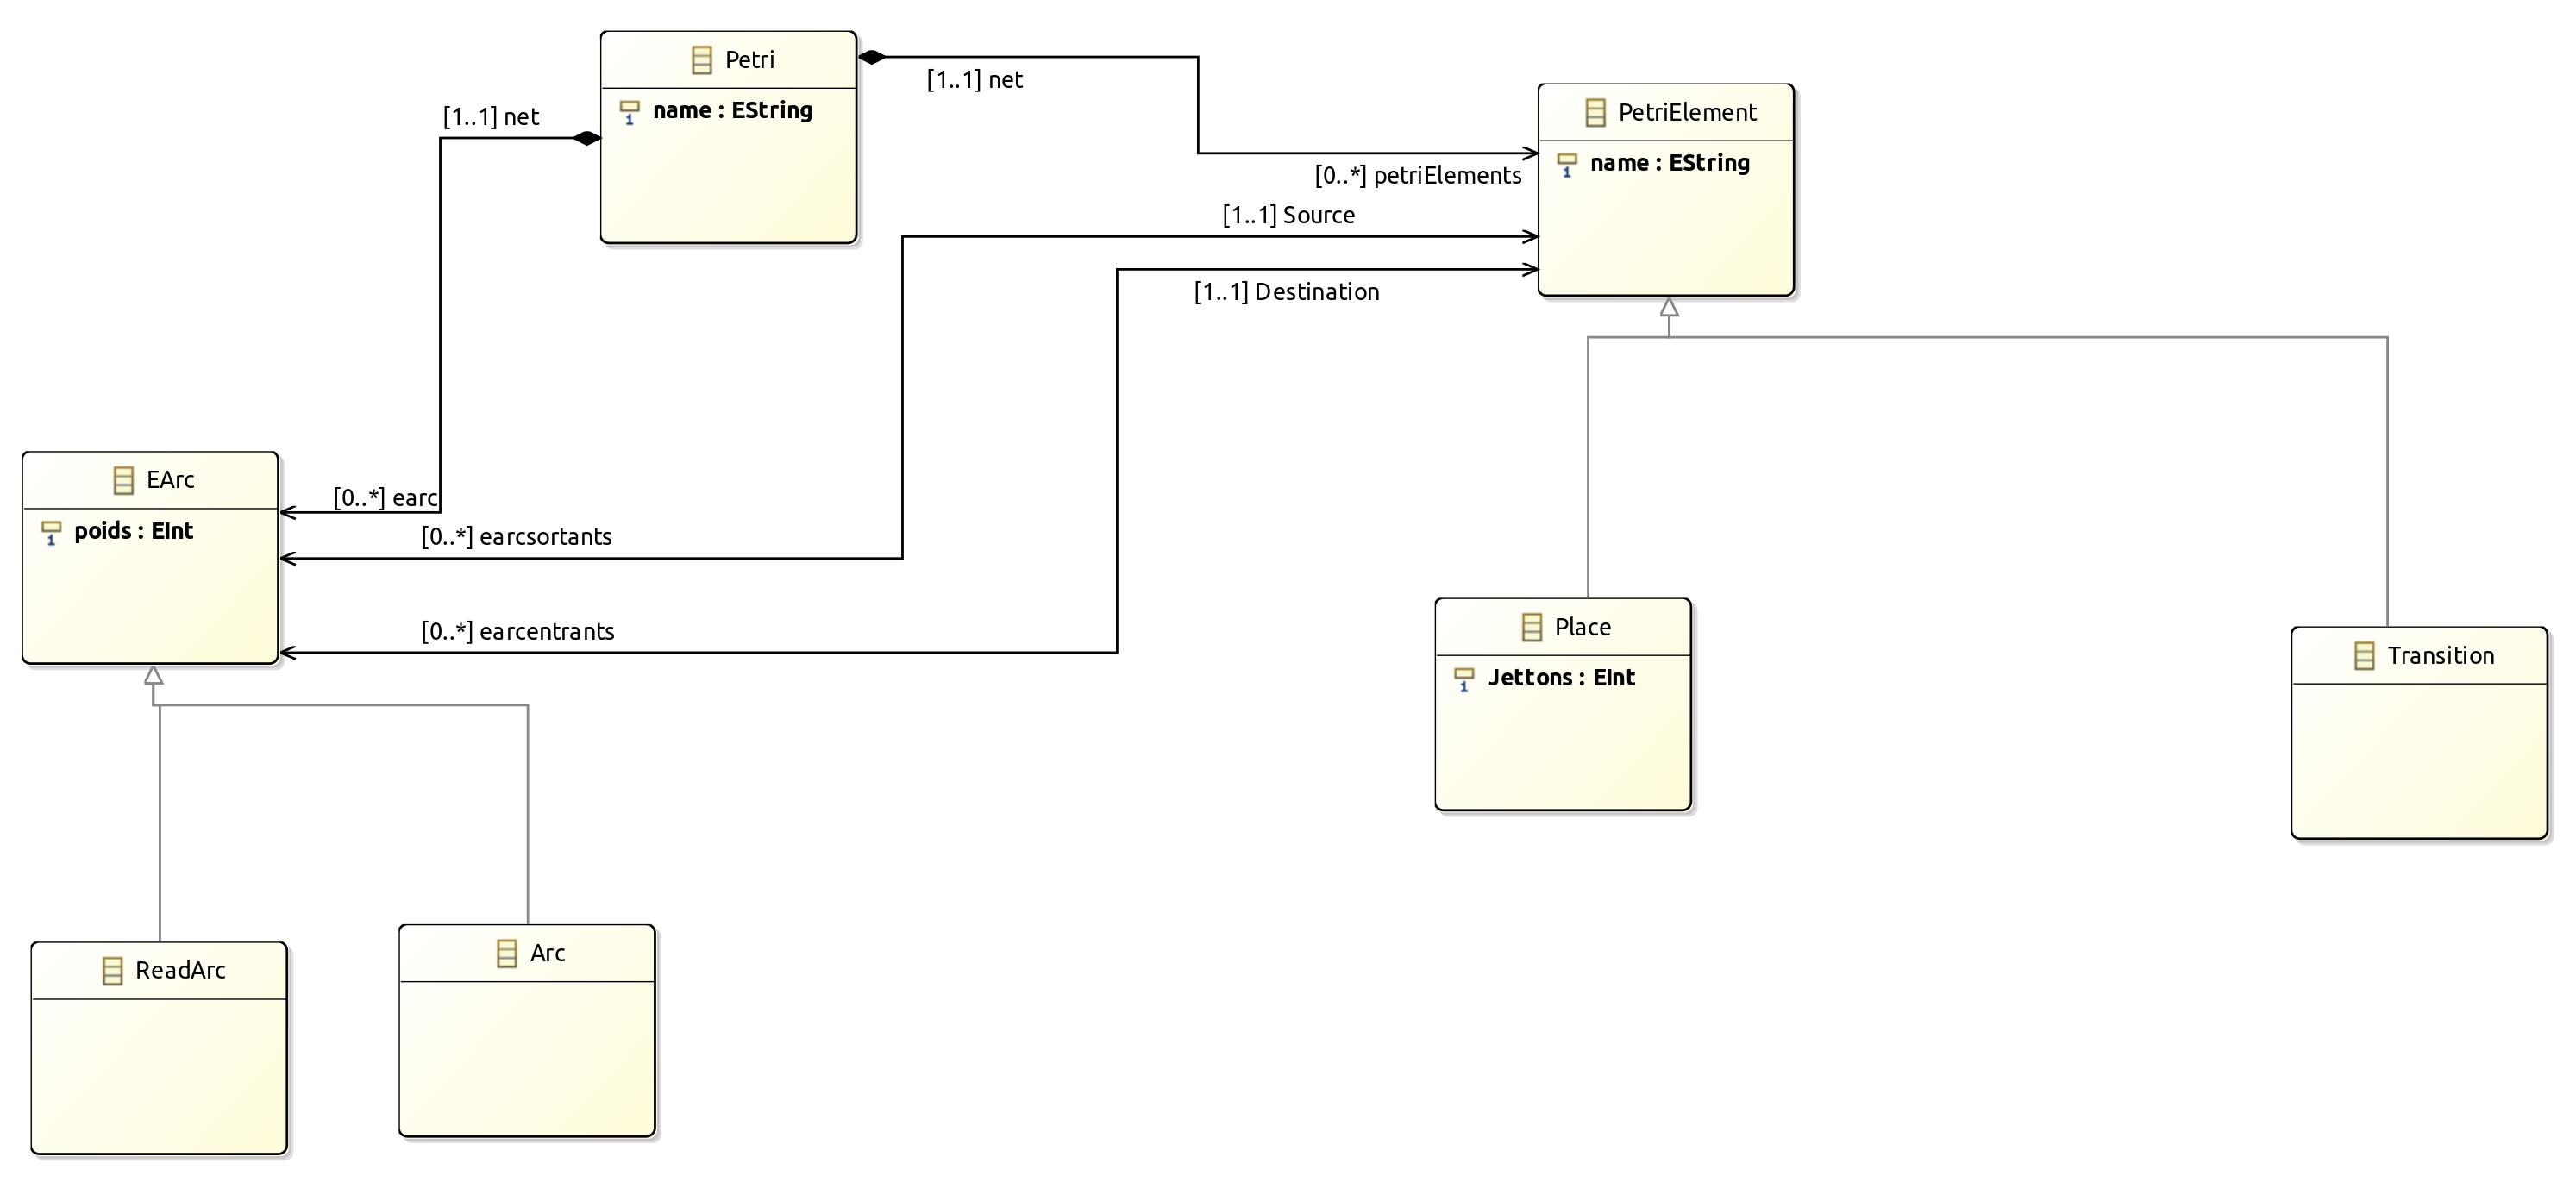 Petri
name : EString
[1..1] net
[1..1] net
PetriElement
name : EString
[0..*] petriElements
[1..1] Source
[1..1] Destination
EArc
poids : EInt
[0..*] earc
[0..*] earcsortants
[0..*] earcentrants
Place
Jettons : EInt
Transition
ReadArc
Arc